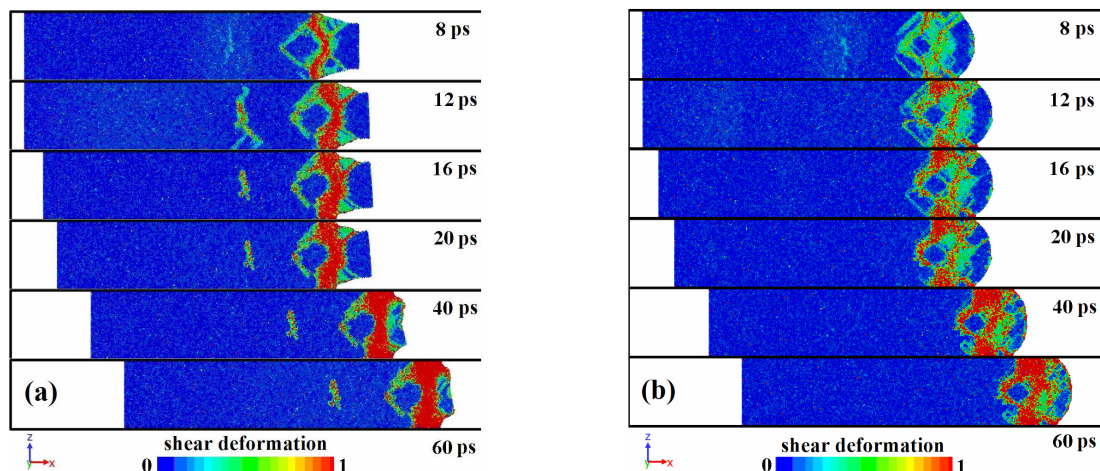 8 ps
12 ps
16 ps
20 ps
40 ps
(a)
60 ps
shear deformation
0 1
z
y x
8 ps
12 ps
16 ps
20 ps
40 ps
(b)
60 ps
shear deformation
0 1
z
y x